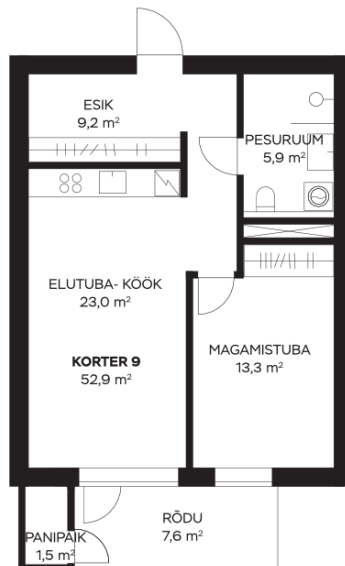 ESIK
9,2 m²
PESURUUM
5,9 m²
ELUTUBA- KÖÖK
23,0 m²
MAGAMISTUBA
13,3 m²
KORTER 9
52,9 m²
RÕDU
7,6 m²
PANIPAIK
1,5 m²